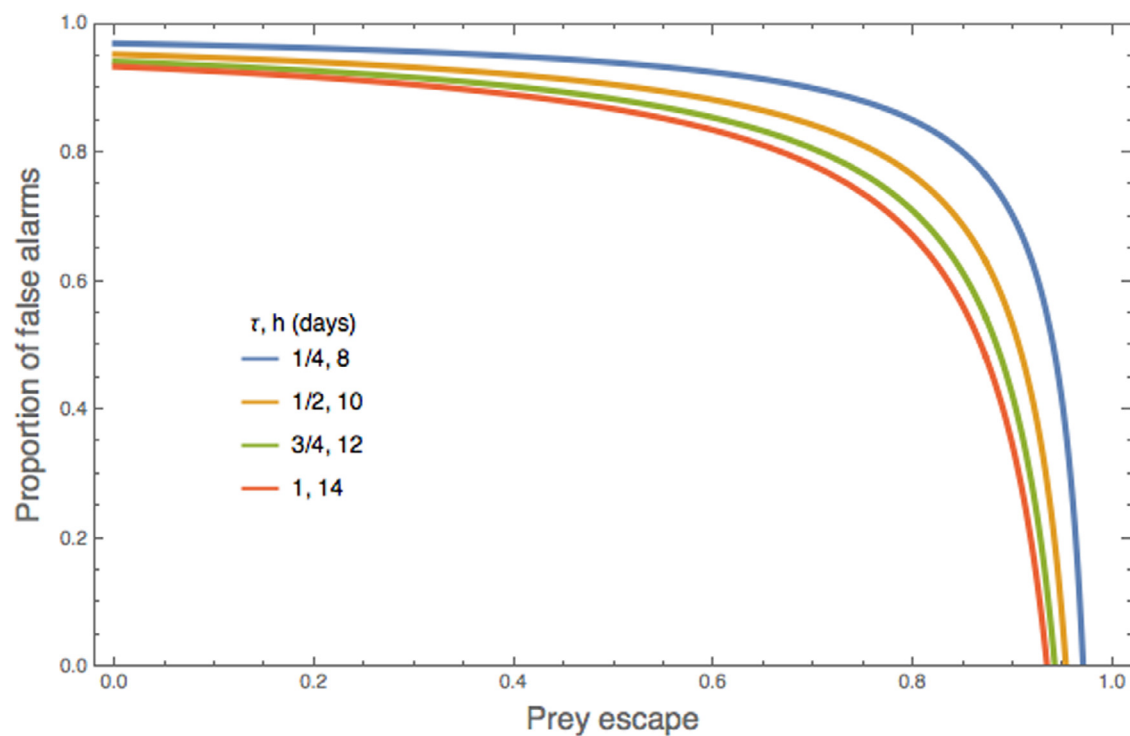 1.0
0.8
0.6
0.4
0.2
0.0
Proportion of false alarms
τ, h (days)
1/4, 8
1/2, 10
3/4, 12
1, 14
0.0 0.2 0.4 0.6 0.8 1.0
Prey escape